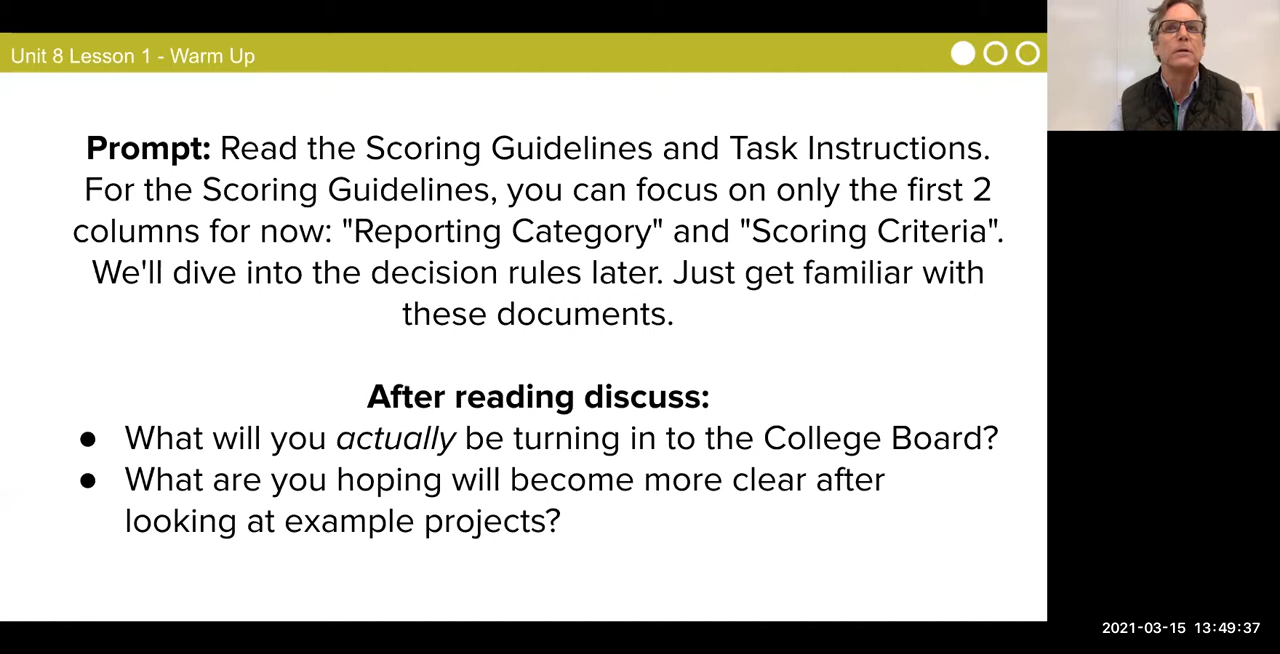 Unit 8 Lesson 1 - Warm Up
Prompt: Read the Scoring Guidelines and Task Instructions.
For the Scoring Guidelines, you can focus on only the first 2
columns for now: "Reporting Category" and "Scoring Criteria".
We'll dive into the decision rules later. Just get familiar with
these documents.
After reading discuss:
● What will you actually be turning in to the College Board?
● What are you hoping will become more clear after
looking at example projects?
2021-03-15 13:49:37